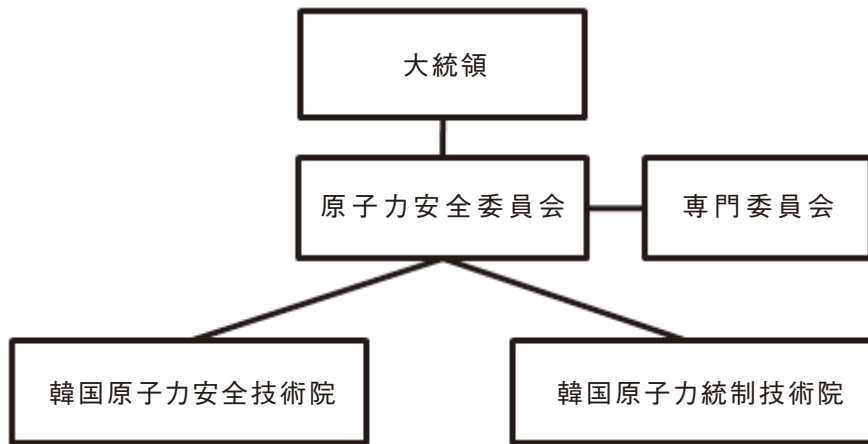 大統領
原子力安全委員会
専門委員会
韓国原子力安全技術院
韓国原子力統制技術院